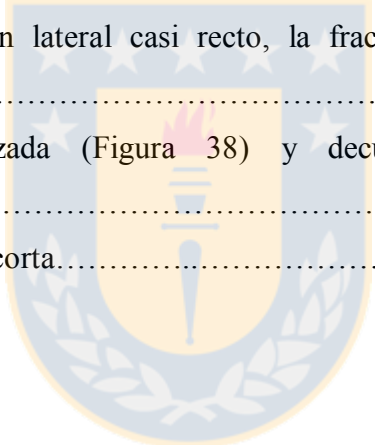 n lateral casi recto, la frac
……………………………………
zada (Figura 38) y decu
……………………………………
corta……………………………